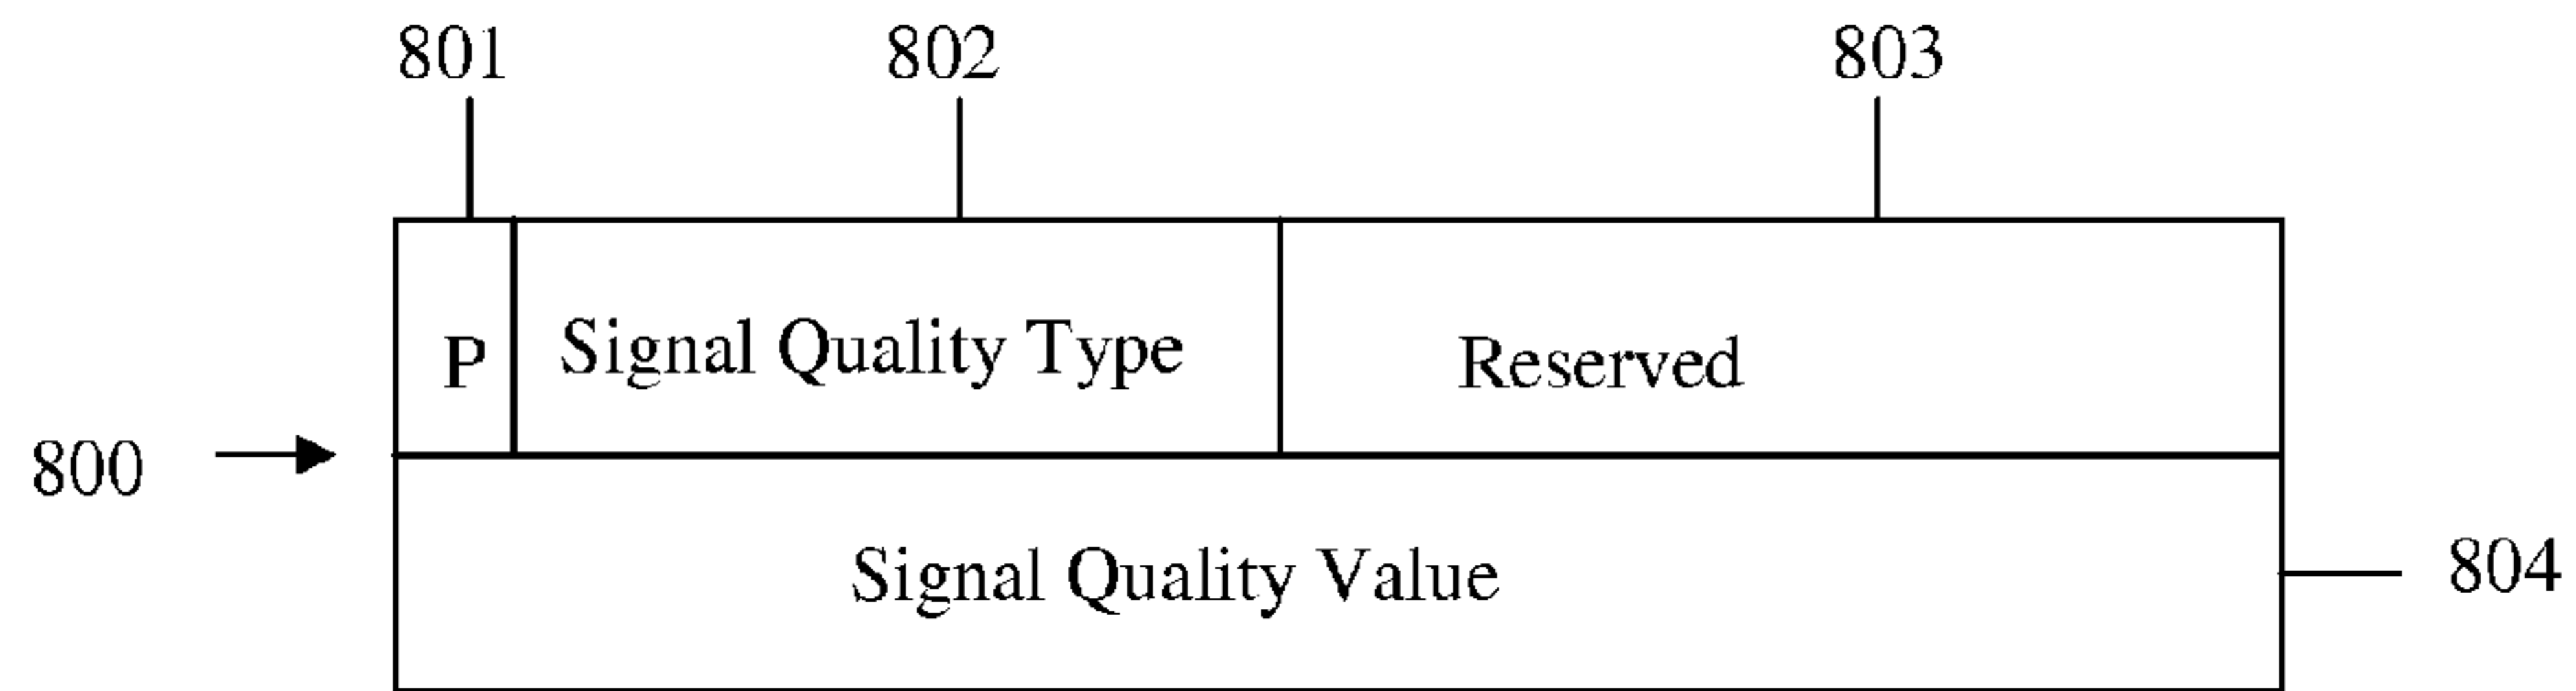 801 802 803
P Signal Quality Type Reserved
800
Signal Quality Value
804